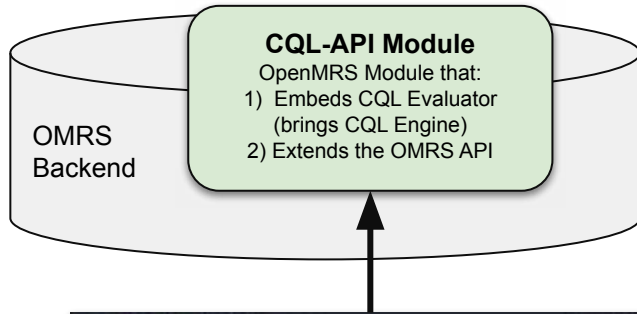 CQL-API Module
OpenMRS Module that:
1) Embeds CQL Evaluator
(brings CQL Engine)
2) Extends the OMRS API
OMRS
Backend